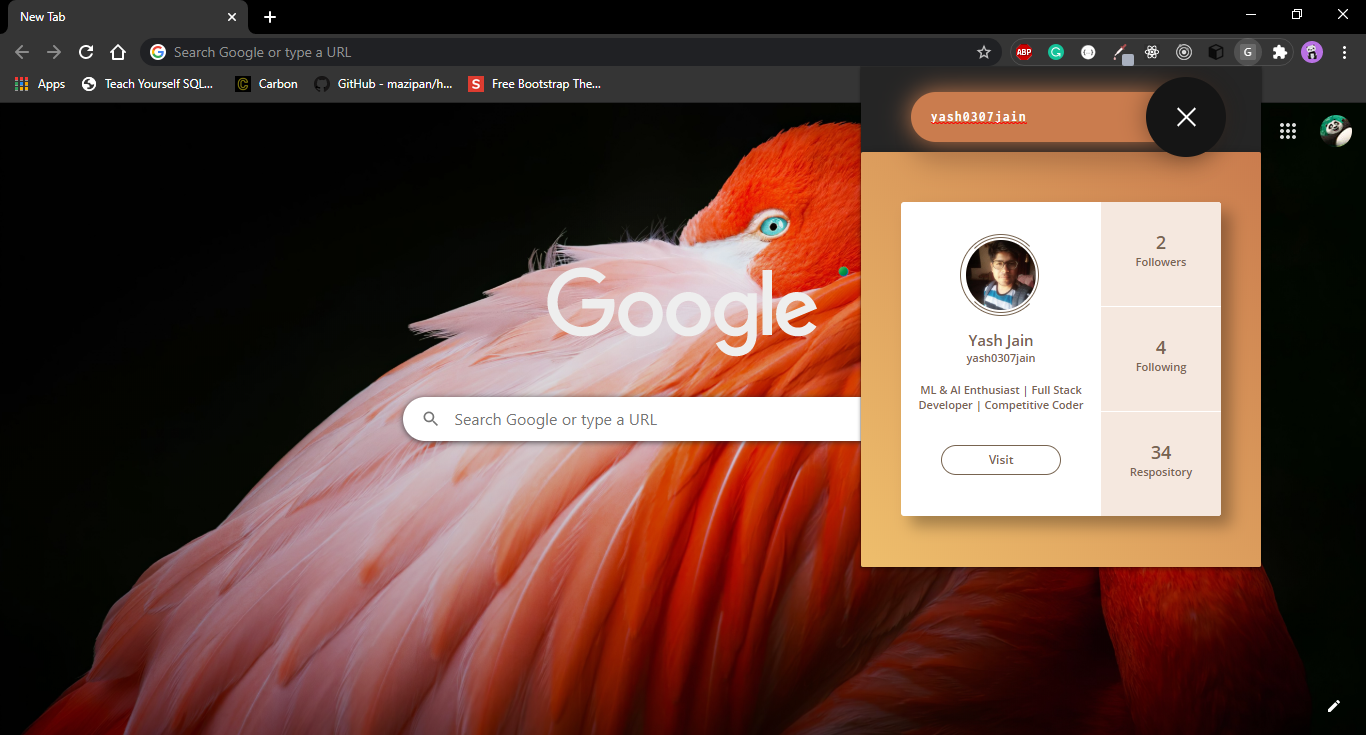 New Tab
Search Google or type a URL
ABP
G
Apps
Teach Yourself SQL...
C
Carbon
GitHub - mazipan/h...
S
Free Bootstrap The...
yash0307jain
Google
Search Google or type a URL
Yash Jain
yash0307jain
ML & AI Enthusiast | Full Stack
Developer | Competitive Coder
Visit
2
Followers
4
Following
34
Respository